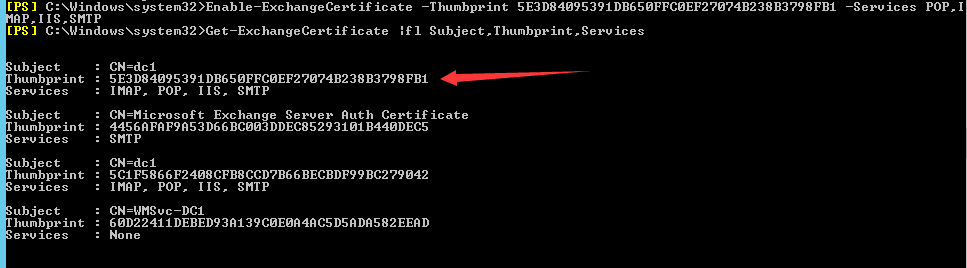 [PS] C:\Windows\system32>Enable-ExchangeCertificate -Thumbprint 5E3D84095391DB650FFC0EF27074B238B3798FB1 -Services POP,I
MAP,IIS,SMTP
[PS] C:\Windows\system32>Get-ExchangeCertificate |fl Subject,Thumbprint,Services
Subject : CN=dc1
Thumbprint : 5E3D84095391DB650FFC0EF27074B238B3798FB1
Services : IMAP, POP, IIS, SMTP
Subject : CN=Microsoft Exchange Server Auth Certificate
Thumbprint : 4456AFAF9A53D66BC003DDEC85293101B440DEC5
Services : SMTP
Subject : CN=dc1
Thumbprint : 5C1F5866F2408CFB8CCD7B66BECBDF99BC279042
Services : IMAP, POP, IIS, SMTP
Subject : CN=WMSvc-DC1
Thumbprint : 60D22411DEBED93A139C0E0A4AC5D5ADA582EEAD
Services : None